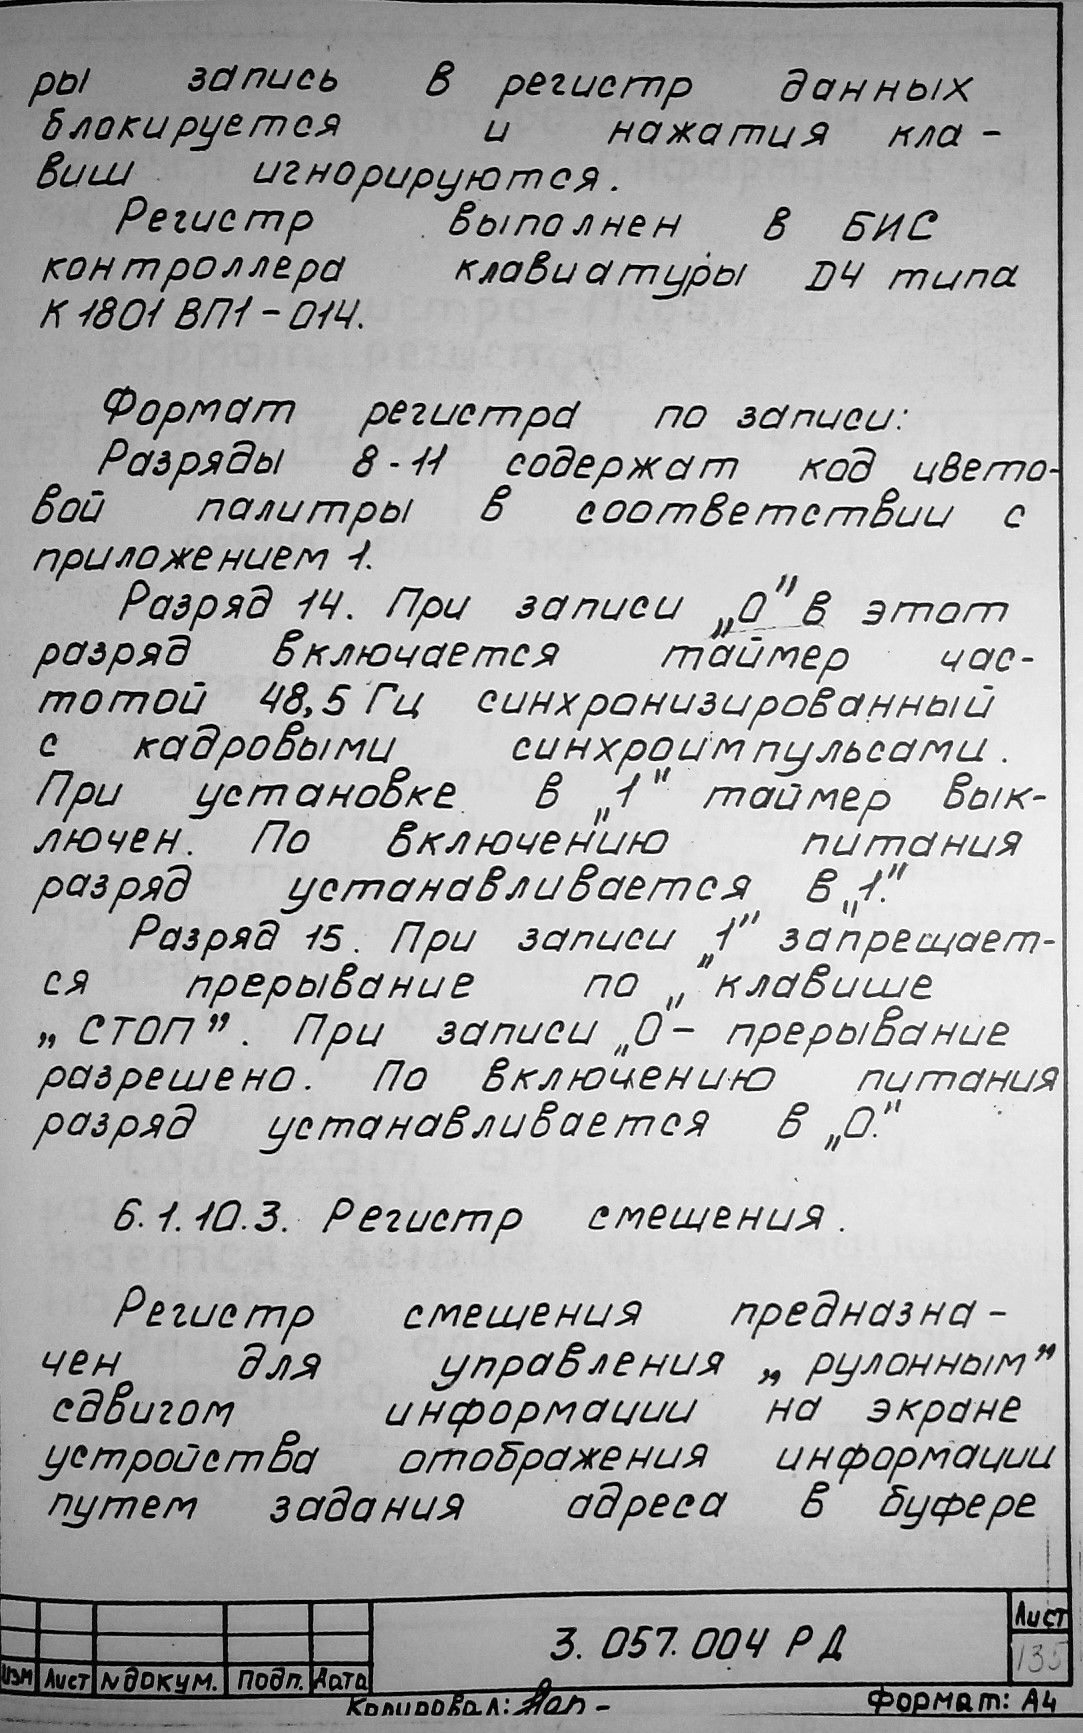 ры запись в регистр данных
блокируется и нажатия кла-
виш игнорируются.
Регистр выполнен в БИС
контроллера клавиатуры D4 типа
К1801ВП1-014.
Формат регистра по записи:
Разряды 8-11 содержат код цвето-
вой палитры в соответствии с
приложением 1.
Разряд 14. При записи „0" в этот
разряд включается таймер час-
тотой 48,5 Гц синхронизированный
с кадровыми синхроимпульсами.
При установке в „1" таймер вык-
лючен. По включению питания
разряд устанавливается в „1."
Разряд 15. При записи „1" запрещает-
ся прерывание по „ клавише
„СТОП". При записи „0"- прерывание
разрешено. По включению питания
разряд устанавливается в „0."
6.1.10.3. Регистр смещения.
Регистр смещения предназна-
чен для управления „рулонным"
сдвигом информации на экране
устройства отображения информации
путем задания адреса в буфере
3.057.004 РД
Лист
135
Изм Лист № докум. Подп. Дата
Копировал:
Формат: А4